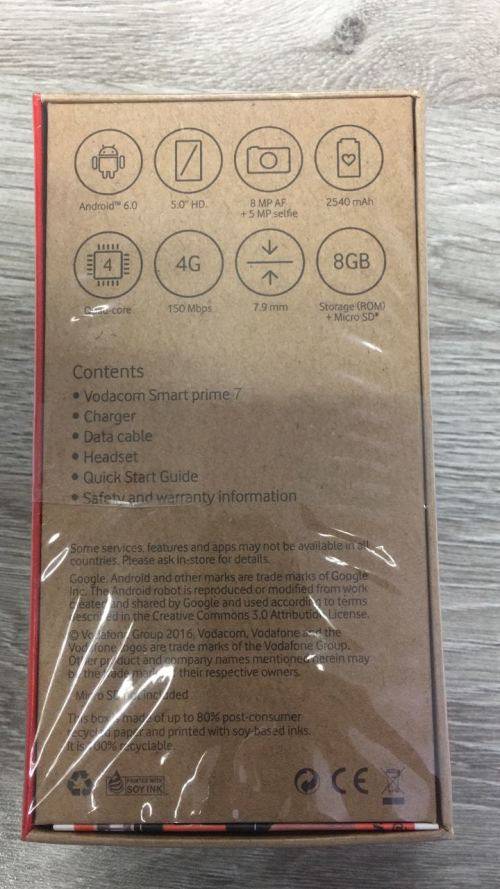 Android™ 6.0
5.0" HD
8 MP AF
+ 5 MP selfie
2540 mAh
4
4G
8GB
Quad-core
150 Mbps
7.9 mm
Storage (ROM)
+ Micro SD*
Contents
• Vodacom Smart prime 7
• Charger
• Data cable
• Headset
• Quick Start Guide
• Safety and warranty information
Some services, features and apps may not be available in all
countries. Please ask in-store for details.
Google, Android and other marks are trade marks of Google
Inc. The Android robot is reproduced or modified from work
created and shared by Google and used according to terms
described in the Creative Commons 3.0 Attribution License.
© Vodafone Group 2016. Vodacom, Vodafone and the
Vodafone logos are trade marks of the Vodafone Group.
Other product and company names mentioned herein may
be the trade marks of their respective owners.
Micro SD not included
This box is made of up to 80% post-consumer
recycled paper and printed with soy-based inks.
It is 100% recyclable.
PRINTED WITH
SOY INK
CE